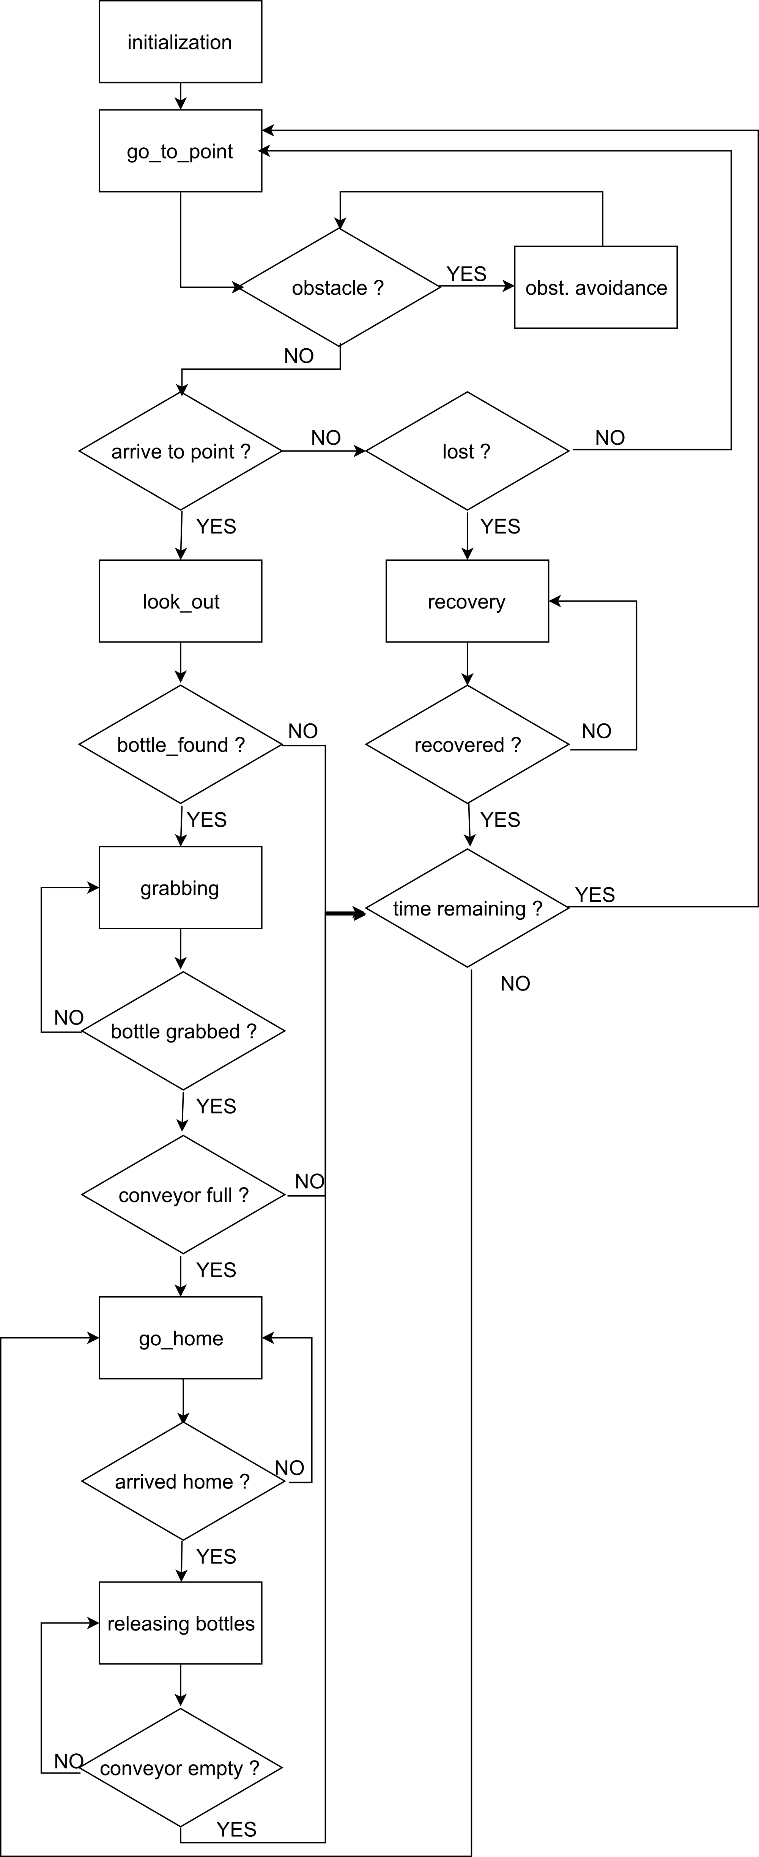 initialization
go_to_point
obstacle ?
YES
obst. avoidance
NO
arrive to point ?
NO
lost ?
NO
YES
YES
look_out
recovery
bottle_found ?
NO
recovered ?
NO
YES
YES
grabbing
time remaining ?
YES
NO
NO
bottle grabbed ?
YES
conveyor full ?
NO
YES
go_home
arrived home ?
NO
YES
releasing bottles
NO
conveyor empty ?
YES